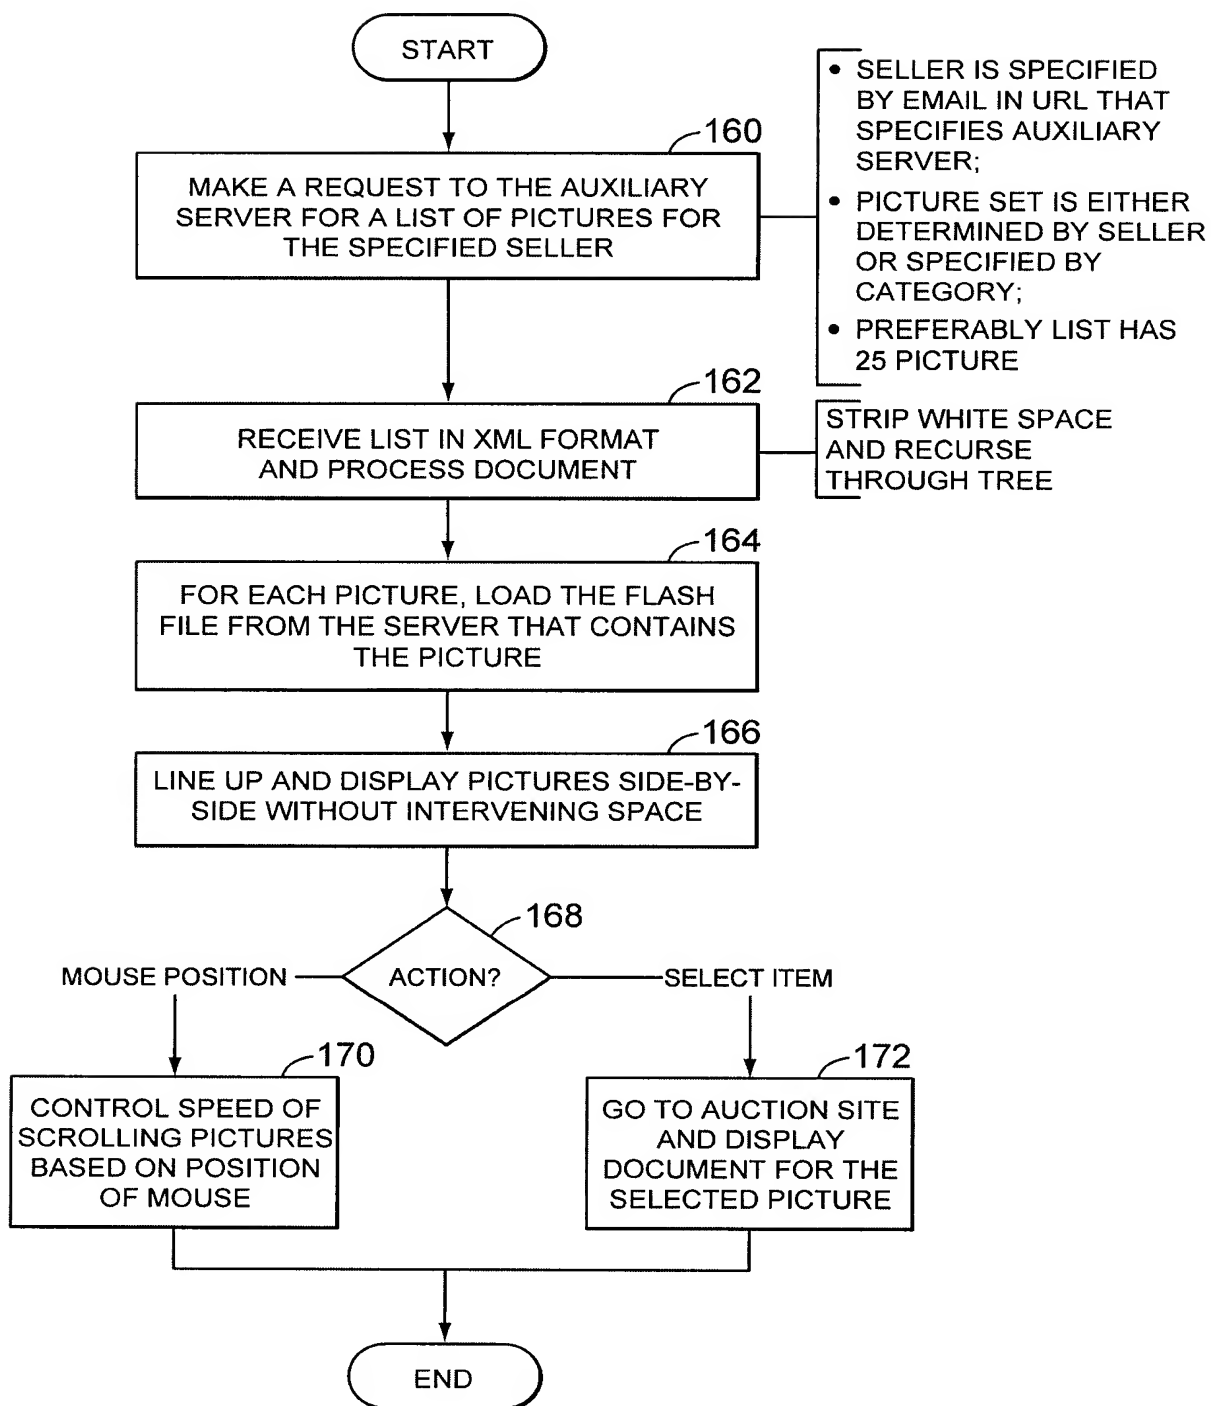 START
160
MAKE A REQUEST TO THE AUXILIARY
SERVER FOR A LIST OF PICTURES FOR
THE SPECIFIED SELLER
• SELLER IS SPECIFIED
BY EMAIL IN URL THAT
SPECIFIES AUXILIARY
SERVER;
• PICTURE SET IS EITHER
DETERMINED BY SELLER
OR SPECIFIED BY
CATEGORY;
• PREFERABLY LIST HAS
25 PICTURE
162
RECEIVE LIST IN XML FORMAT
AND PROCESS DOCUMENT
STRIP WHITE SPACE
AND RECURSE
THROUGH TREE
164
FOR EACH PICTURE, LOAD THE FLASH
FILE FROM THE SERVER THAT CONTAINS
THE PICTURE
166
LINE UP AND DISPLAY PICTURES SIDE-BY-
SIDE WITHOUT INTERVENING SPACE
168
MOUSE POSITION
ACTION?
SELECT ITEM
170
CONTROL SPEED OF
SCROLLING PICTURES
BASED ON POSITION
OF MOUSE
172
GO TO AUCTION SITE
AND DISPLAY
DOCUMENT FOR THE
SELECTED PICTURE
END